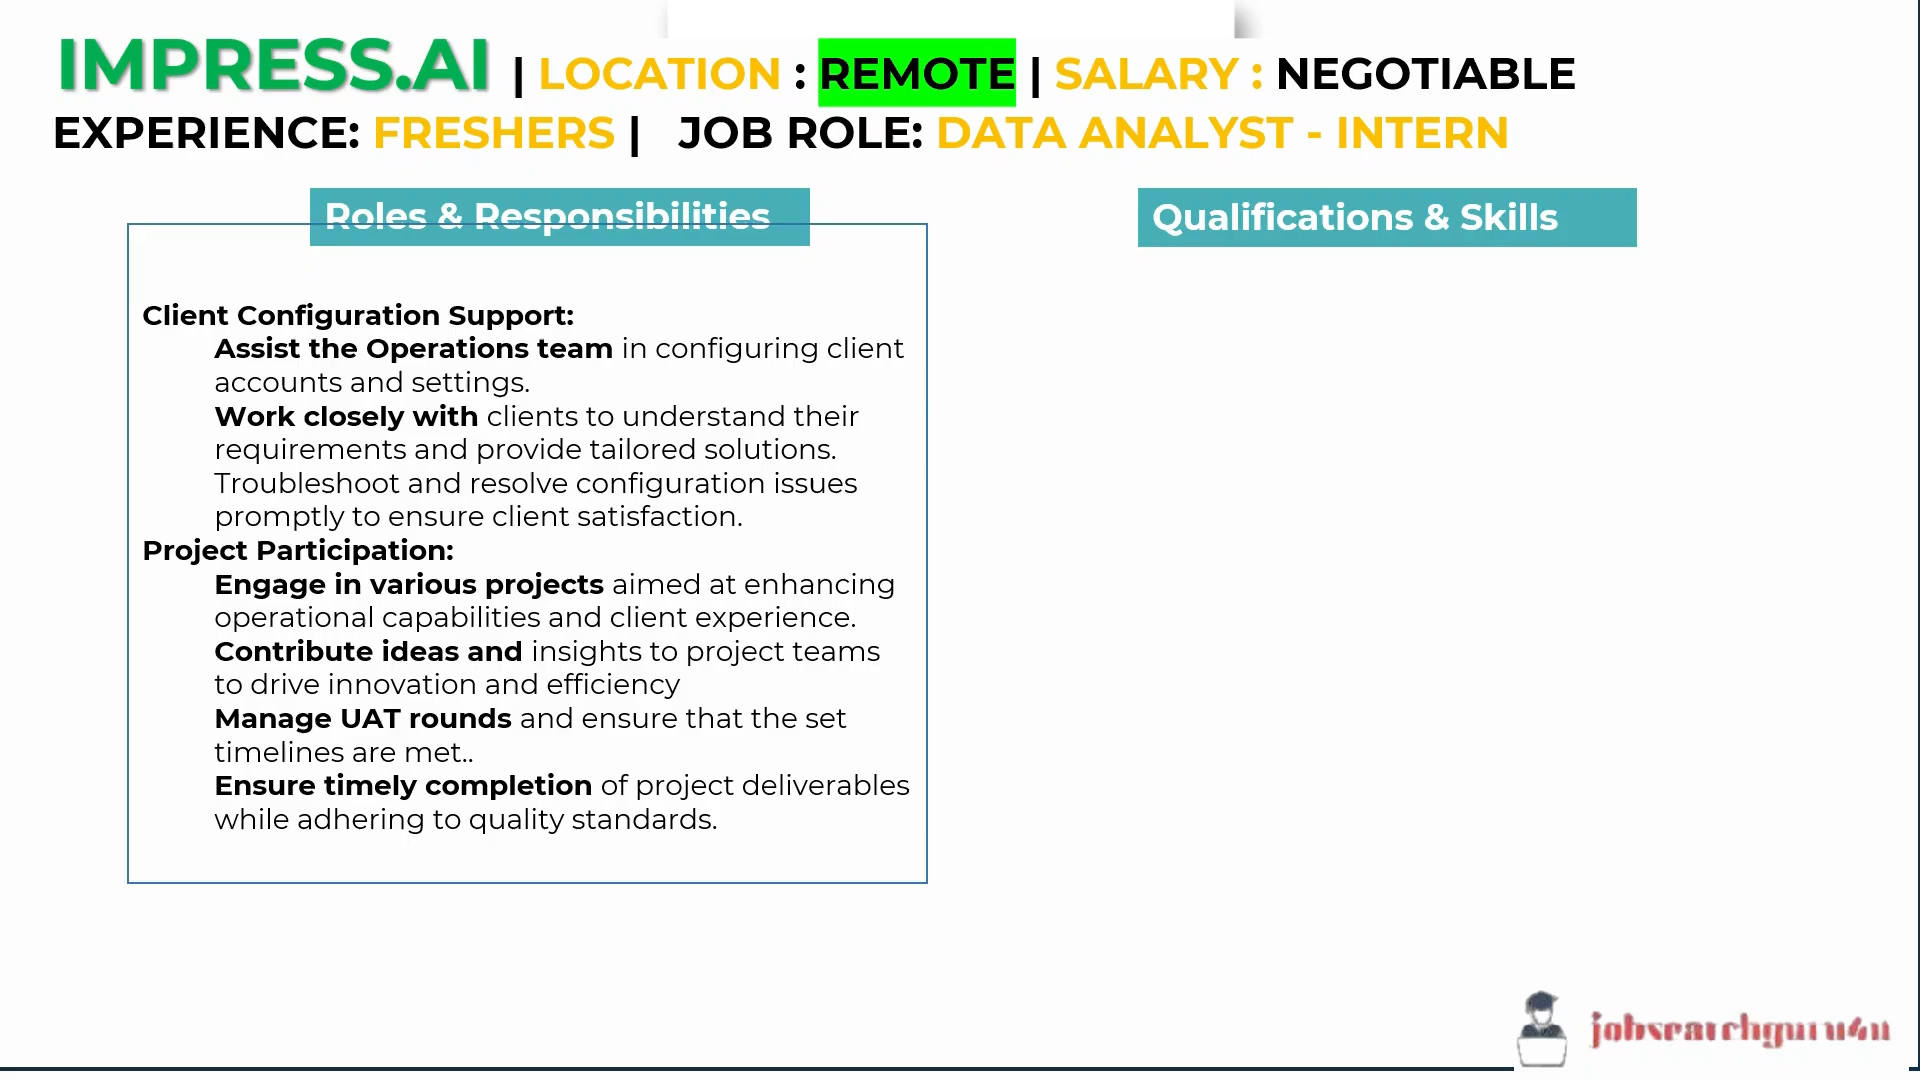 IMPRESS.AI | LOCATION : REMOTE | SALARY : NEGOTIABLE
EXPERIENCE: FRESHERS | JOB ROLE: DATA ANALYST - INTERN
Roles & Responsibilities
Client Configuration Support:
Assist the Operations team in configuring client
accounts and settings.
Work closely with clients to understand their
requirements and provide tailored solutions.
Troubleshoot and resolve configuration issues
promptly to ensure client satisfaction.
Project Participation:
Engage in various projects aimed at enhancing
operational capabilities and client experience.
Contribute ideas and insights to project teams
to drive innovation and efficiency
Manage UAT rounds and ensure that the set
timelines are met..
Ensure timely completion of project deliverables
while adhering to quality standards.
Qualifications & Skills
jobsearchguru4u